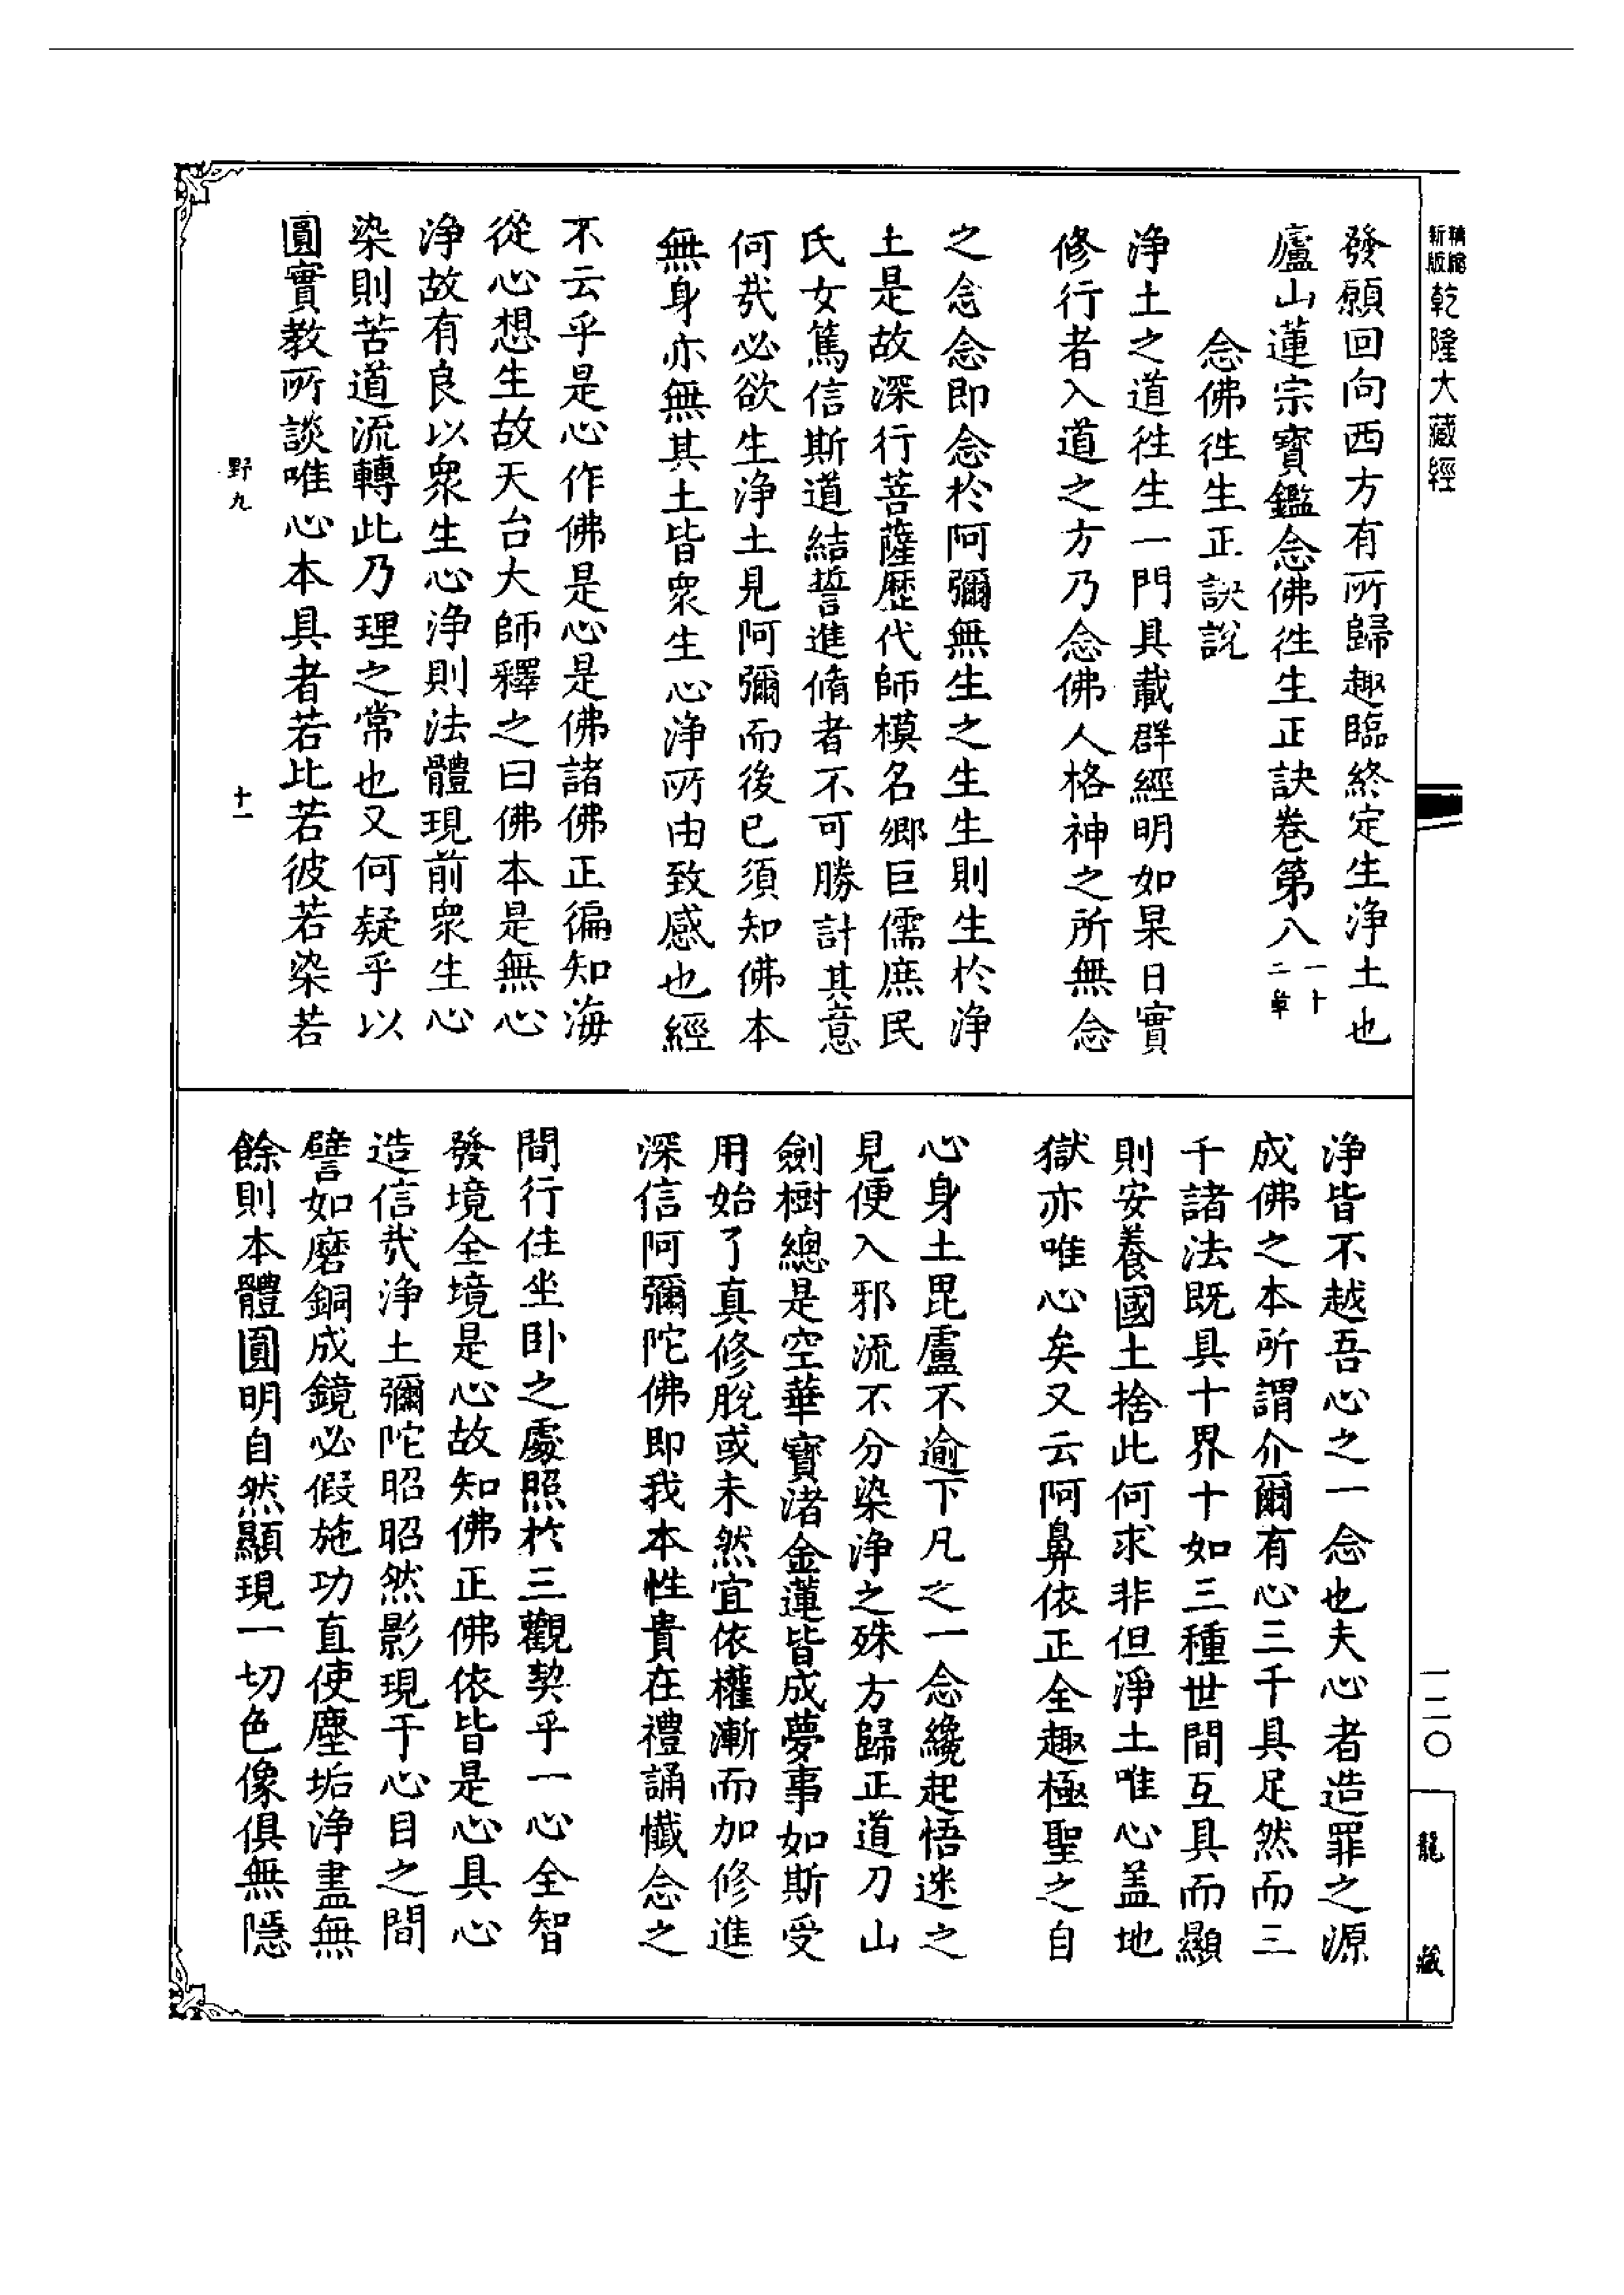 精縮新版乾隆大藏經
發願回向西方有所歸趣臨終定生淨土也
廬山蓮宗寶鑑念佛徃生正訣卷第八一十二章
念佛徃生正訣說
淨土之道徃生一門具載群經明如杲日實
修行者入道之方乃念佛人格神之所無念
之念念即念於阿彌無生之生生則生於淨
土是故深行菩薩歷代師模名鄉巨儒庶民
氏女篤信斯道結誓進脩者不可勝計其意
何哉必欲生淨土見阿彌而後已須知佛本
無身亦無其土皆衆生心淨所由致感也經
不云乎是心作佛是心是佛諸佛正徧知海
從心想生故天台大師釋之曰佛本是無心
淨故有良以衆生心淨則法體現前衆生心
染則苦道流轉此乃理之常也又何疑乎以
圓實教所談唯心本具者若比若彼若染若
野九
十一
淨皆不越吾心之一念也夫心者造罪之源
成佛之本所謂介爾有心三千具足然而三
千諸法既具十界十如三種世間互具而顯
則安養國土捨此何求非但淨土唯心盖地
獄亦唯心矣又云阿鼻依正全趣極聖之自
心身土毘盧不逾下凡之一念纔起悟迷之
見便入邪流不分染淨之殊方歸正道刀山
劍樹總是空華寶渚金蓮皆成夢事如斯受
用始了真修脫或未然宜依權漸而加修進
深信阿彌陀佛即我本性貴在禮誦懺念之
間行住坐卧之處照於三觀契乎一心全智
發境全境是心故知佛正佛依皆是心具心
造信哉淨土彌陀昭昭然影現于心目之間
譬如磨銅成鏡必假施功直使塵垢淨盡無
餘則本體圓明自然顯現一切色像俱無隱
一二〇
龍藏